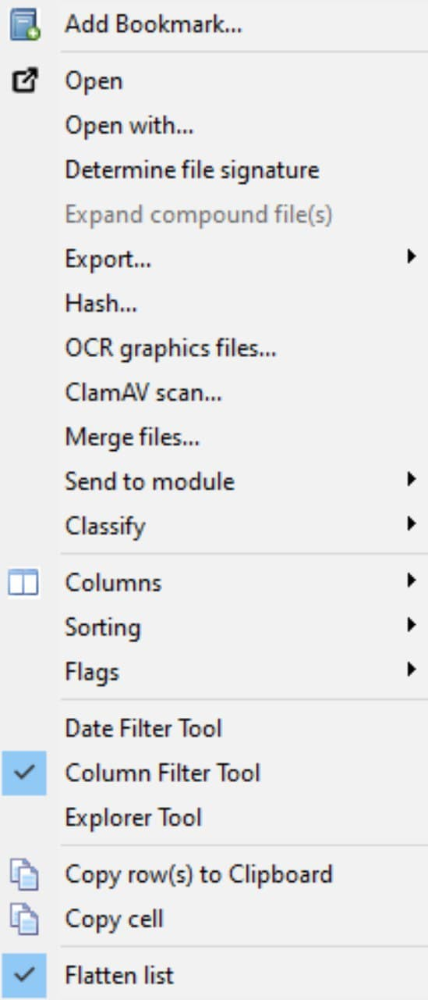 Add Bookmark...
Open
Open with...
Determine file signature
Expand compound file(s)
Export...
Hash...
OCR graphics files...
ClamAV scan...
Merge files...
Send to module
Classify
Columns
Sorting
Flags
Date Filter Tool
Column Filter Tool
Explorer Tool
Copy row(s) to Clipboard
Copy cell
Flatten list